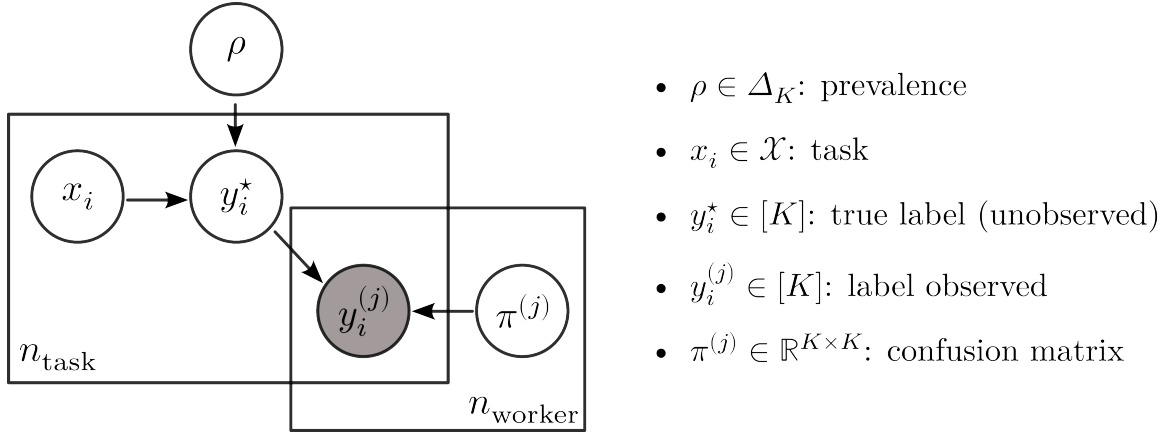 ρ
x_i
y_i^⋆
y_i^{(j)}
π^{(j)}
n_task
n_worker
• ρ ∈ Δ_K: prevalence
• x_i ∈ 𝒳: task
• y_i^⋆ ∈ [K]: true label (unobserved)
• y_i^{(j)} ∈ [K]: label observed
• π^{(j)} ∈ ℝ^{K×K}: confusion matrix